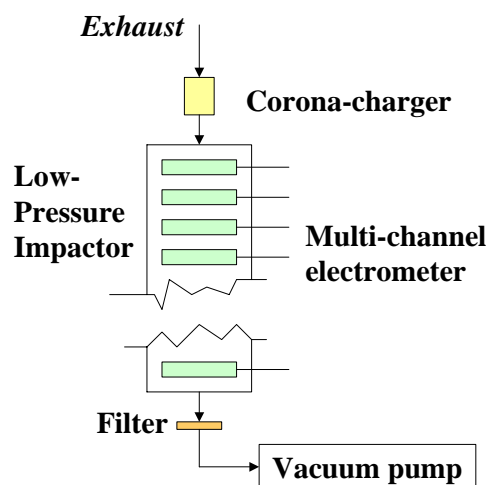 Exhaust
Corona-charger
Low-
Pressure
Impactor
Multi-channel
electrometer
Filter
Vacuum pump